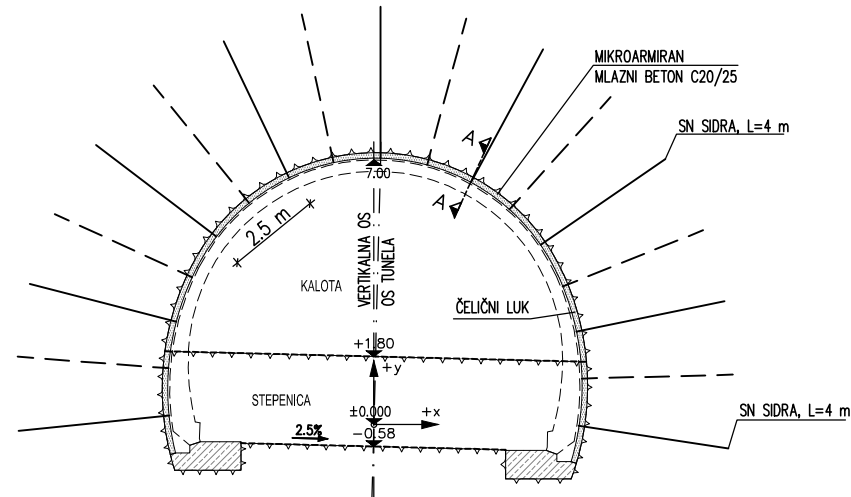 MIKROARMIRAN
MLAZNI BETON C20/25
A
SN SIDRA, L=4 m
7.00
A
2.5 m
VERTIKALNA OS
OS TUNELA
KALOTA
ČELIČNI LUK
+1.80
+y
STEPENICA
±0.000
+x
SN SIDRA, L=4 m
2.5%
-0.58